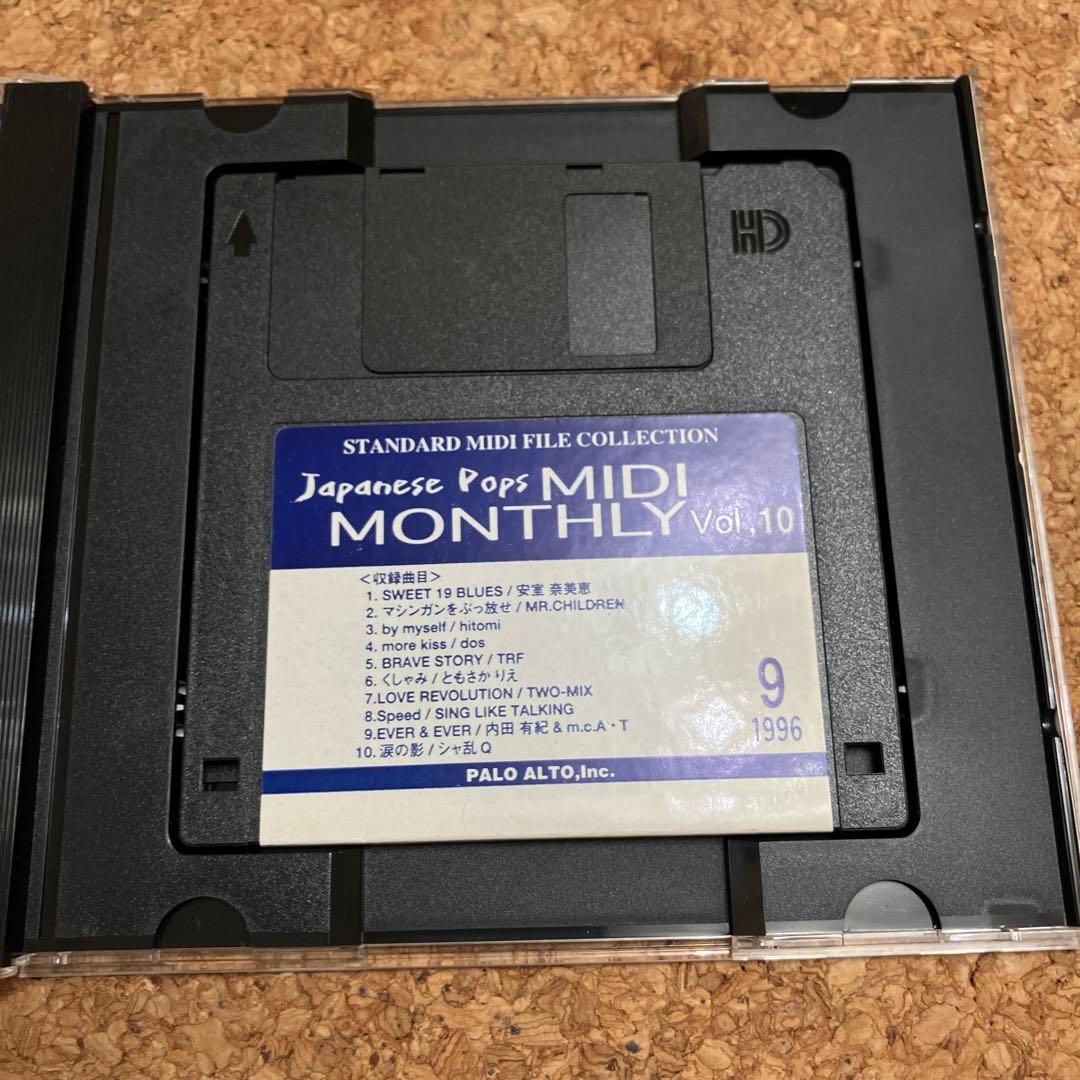 HD
STANDARD MIDI FILE COLLECTION
Japanese Pops MIDI
MONTHLY Vol,10
<収録曲目>
1. SWEET 19 BLUES / 安室 奈美恵
2. マシンガンをぶっ放せ / MR.CHILDREN
3. by myself / hitomi
4. more kiss / dos
5. BRAVE STORY / TRF
6. くしゃみ / ともさか りえ
7.LOVE REVOLUTION / TWO-MIX
8.Speed / SING LIKE TALKING
9.EVER & EVER / 内田 有紀 & m.c.A・T
10. 涙の影 / シャ乱 Q
9
1996
PALO ALTO,Inc.